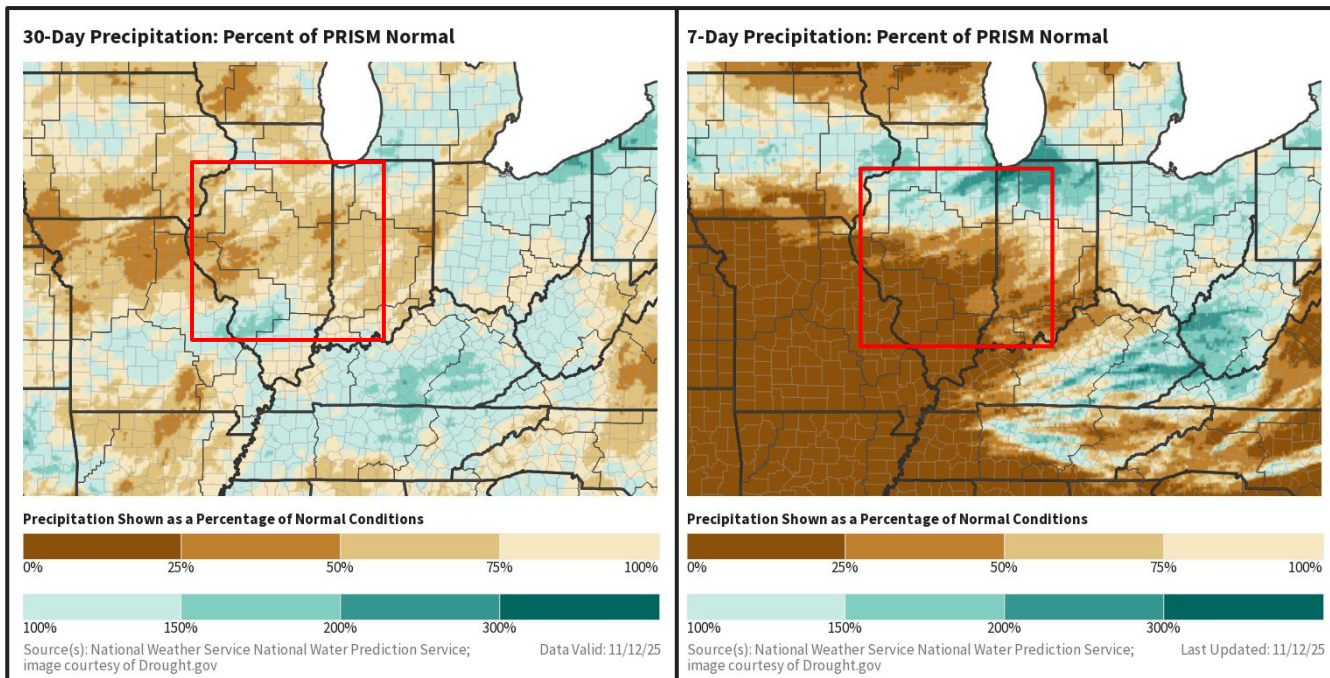 30-Day Precipitation: Percent of PRISM Normal
Precipitation Shown as a Percentage of Normal Conditions
0% 25% 50% 75% 100%
100% 150% 200% 300%
Source(s): National Weather Service National Water Prediction Service;
image courtesy of Drought.gov
Data Valid: 11/12/25
7-Day Precipitation: Percent of PRISM Normal
Precipitation Shown as a Percentage of Normal Conditions
0% 25% 50% 75% 100%
100% 150% 200% 300%
Source(s): National Weather Service National Water Prediction Service;
image courtesy of Drought.gov
Last Updated: 11/12/25